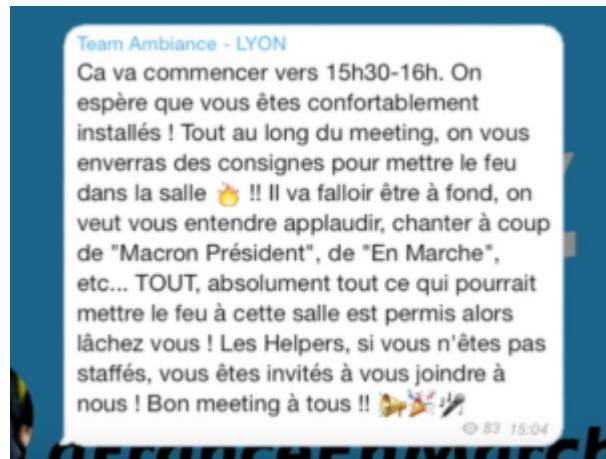 Team Ambiance - LYON
Ca va commencer vers 15h30-16h. On
espère que vous êtes confortablement
installés ! Tout au long du meeting, on vous
enverras des consignes pour mettre le feu
dans la salle 🔥 !! Il va falloir être à fond, on
veut vous entendre applaudir, chanter à coup
de "Macron Président", de "En Marche",
etc... TOUT, absolument tout ce qui pourrait
mettre le feu à cette salle est permis alors
lâchez vous ! Les Helpers, si vous n'êtes pas
staffés, vous êtes invités à vous joindre à
nous ! Bon meeting à tous !! 📣🎉🎤
83 15:04